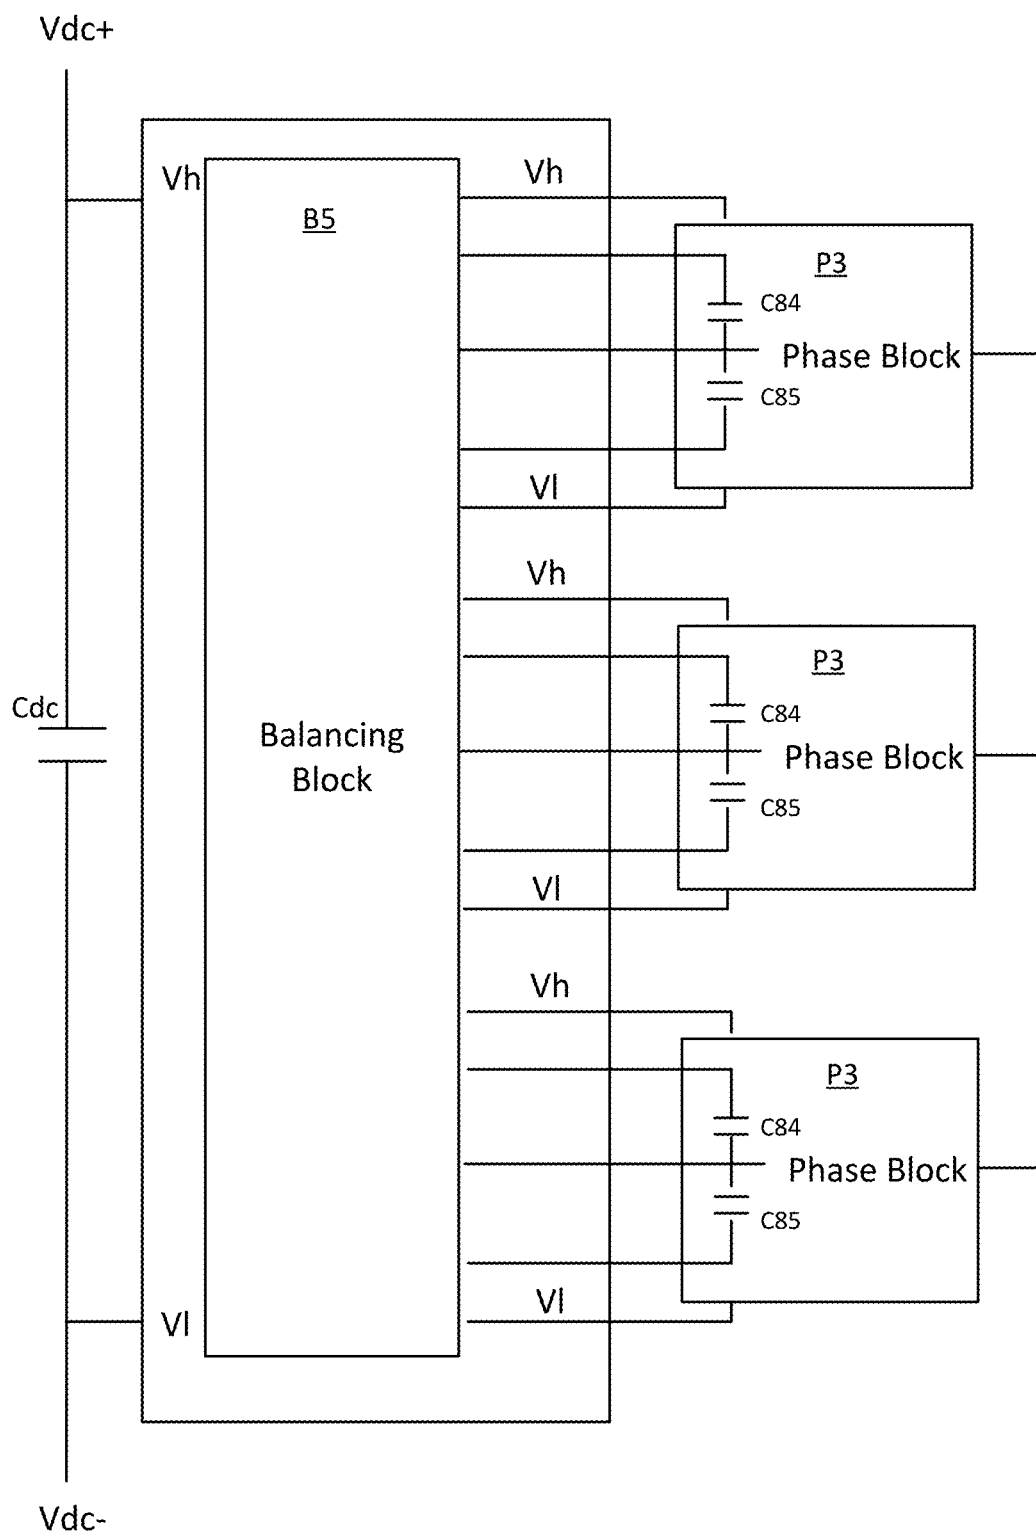 Vdc+
Vh
Vh
B5
P3
C84
Phase Block
C85
Vl
Vh
P3
Cdc
C84
Balancing
Block
Phase Block
C85
Vl
Vh
P3
C84
Phase Block
C85
Vl
Vl
Vdc-